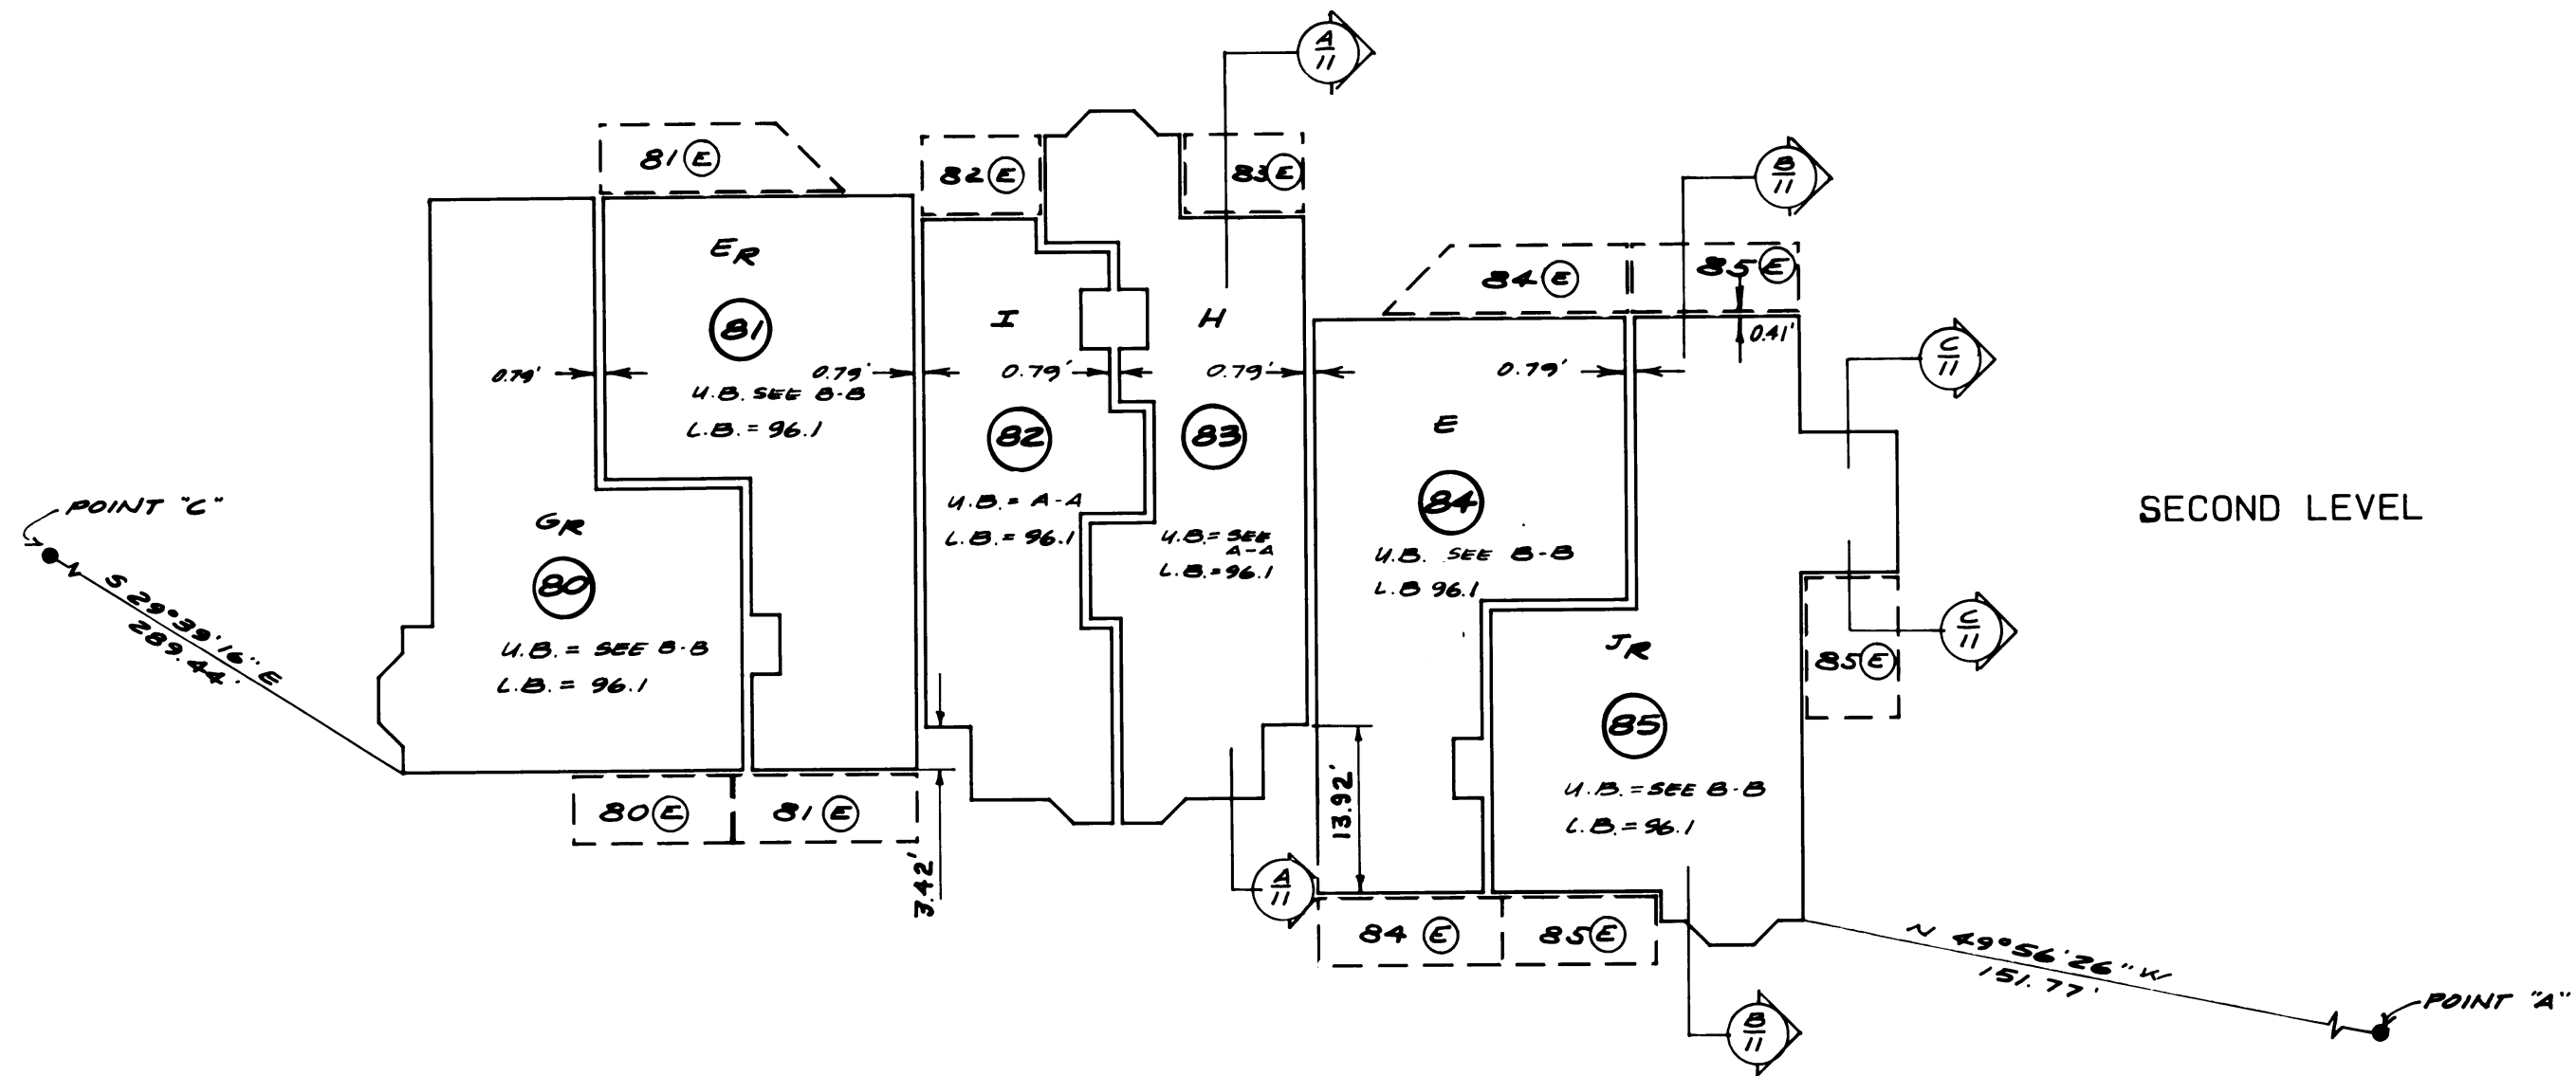 A
11
81 E
82 E
83 E
B
11
84 E
85 E
0.41'
C
11
ER
81
U.B. SEE B-B
L.B. = 96.1
I
H
0.79'
0.79'
0.79'
0.79'
0.79'
82
U.B. = A-A
L.B. = 96.1
83
U.B. = SEE
A-A
L.B. = 96.1
E
84
U.B. SEE B-B
L.B 96.1
SECOND LEVEL
POINT "C"
S 29°39'16" E
289.44'
GR
80
U.B. = SEE B-B
L.B. = 96.1
C
11
85 E
JR
85
U.B. = SEE B-B
L.B. = 96.1
80 E
81 E
3.42'
13.92'
A
11
84 E
85 E
N 49°56'26" W
151.77'
POINT "A"
B
11